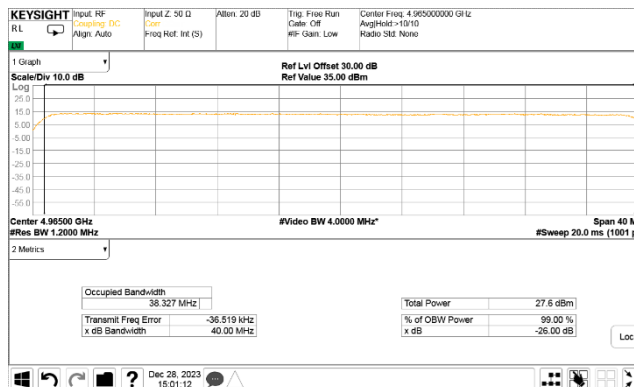 KEYSIGHT Input: RF Input Z: 50 Ω Atten: 20 dB Trig: Free Run Center Freq: 4.965000000 GHz
RL Coupling: DC Corr Gate: Off Avg|Hold:>10/10
Align: Auto Freq Ref: Int (S) #IF Gain: Low Radio Std: None
1 Graph
Ref Lvl Offset 30.00 dB
Scale/Div 10.0 dB Ref Value 35.00 dBm
Log
25.0
15.0
5.00
-5.00
-15.0
-25.0
-35.0
-45.0
-55.0
Center 4.96500 GHz #Video BW 4.0000 MHz* Span 40 M
#Res BW 1.2000 MHz #Sweep 20.0 ms (1001 p
2 Metrics
Occupied Bandwidth
38.327 MHz Total Power 27.6 dBm
Transmit Freq Error -36.519 kHz % of OBW Power 99.00 %
x dB Bandwidth 40.00 MHz x dB -26.00 dB
Loc
? Dec 28, 2023
15:01:12